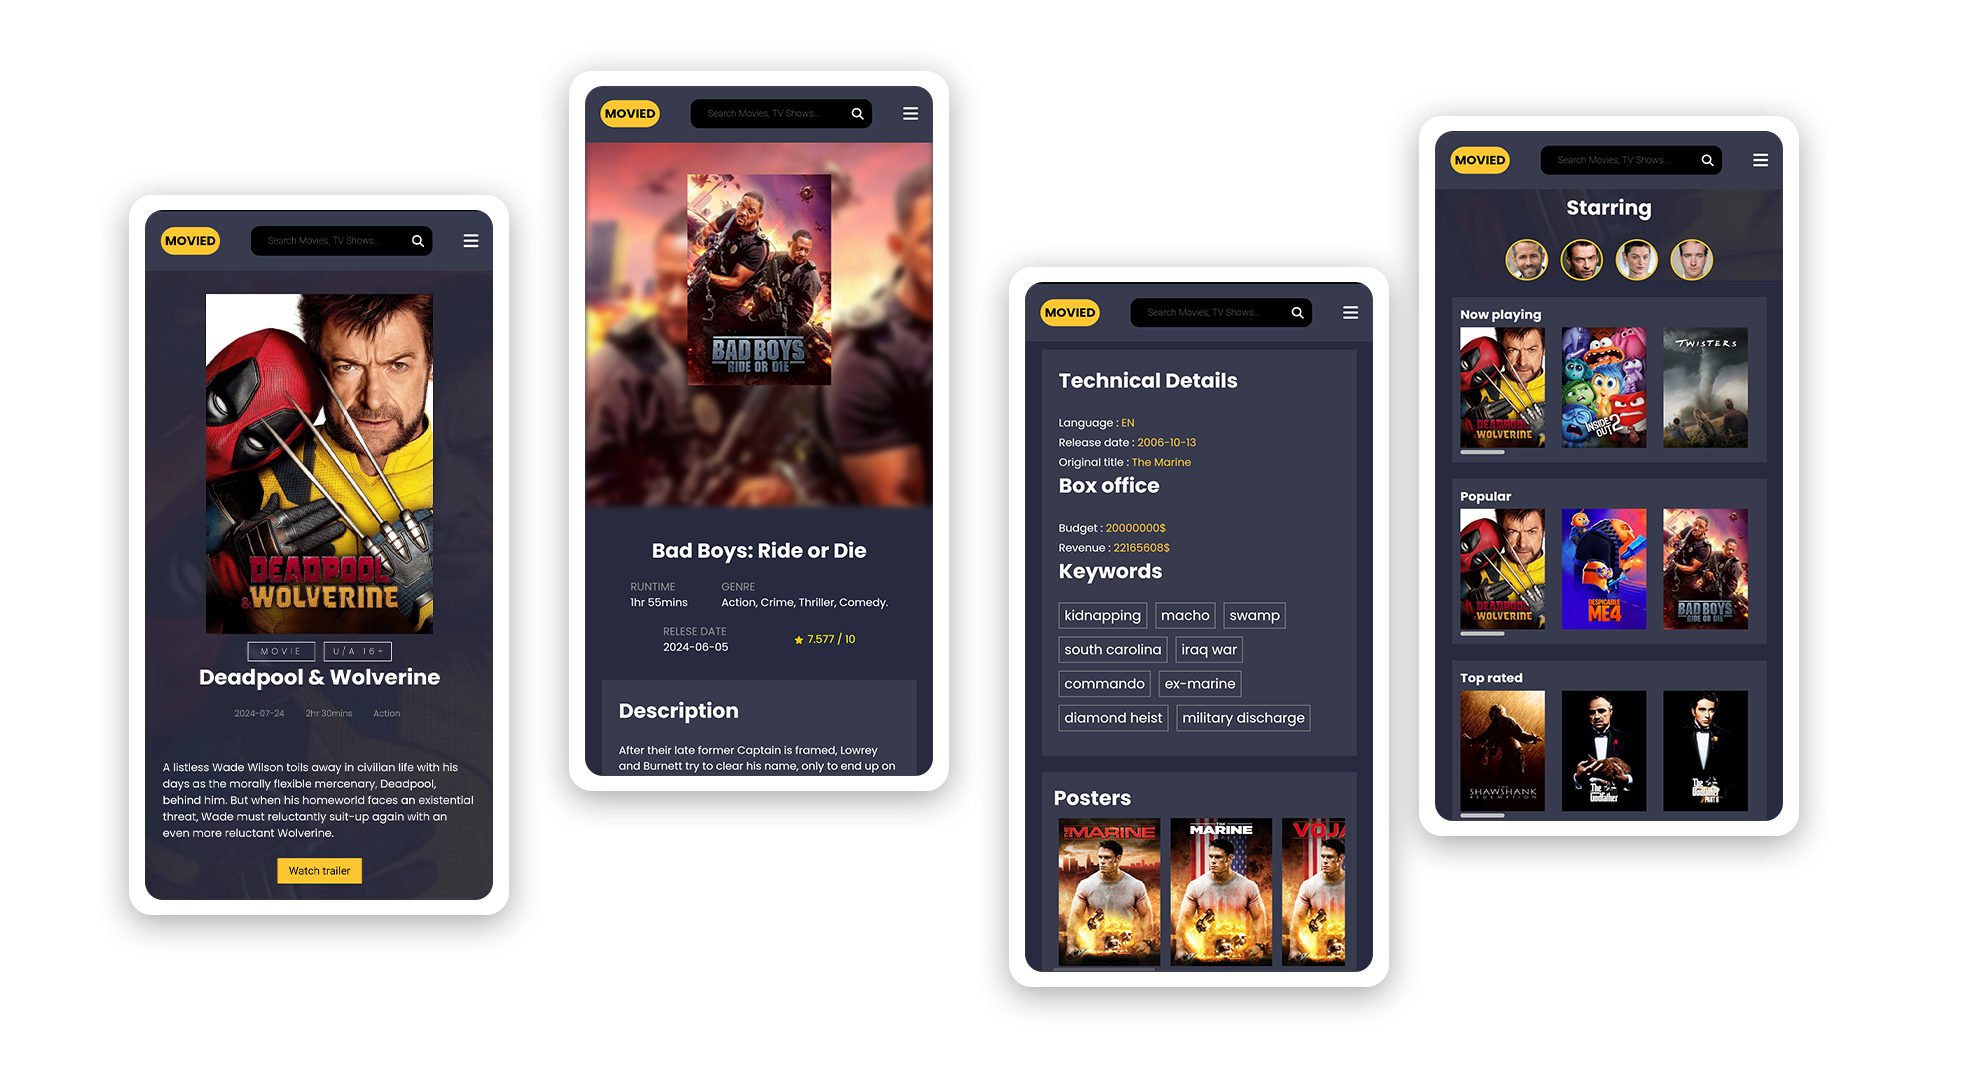 MOVIED
Search Movies, TV Shows...
DEADPOOL
& WOLVERINE
MOVIE U/A 16+
Deadpool & Wolverine
2024-07-24 2hr 30mins Action
A listless Wade Wilson toils away in civilian life with his
days as the morally flexible mercenary, Deadpool,
behind him. But when his homeworld faces an existential
threat, Wade must reluctantly suit-up again with an
even more reluctant Wolverine.
Watch trailer
MOVIED
Search Movies, TV Shows...
BAD BOYS
RIDE OR DIE
Bad Boys: Ride or Die
RUNTIME GENRE
1hr 55mins Action, Crime, Thriller, Comedy.
RELESE DATE
2024-06-05
7.577 / 10
Description
After their late former Captain is framed, Lowrey
and Burnett try to clear his name, only to end up on
MOVIED
Search Movies, TV Shows...
Technical Details
Language : EN
Release date : 2006-10-13
Original title : The Marine
Box office
Budget : 20000000$
Revenue : 22165608$
Keywords
kidnapping macho swamp
south carolina iraq war
commando ex-marine
diamond heist military discharge
Posters
THE MARINE
THE MARINE
VOJA
MOVIED
Search Movies, TV Shows...
Starring
Now playing
DEADPOOL
& WOLVERINE
INSIDE
OUT 2
TWISTERS
Popular
DEADPOOL
& WOLVERINE
DESPICABLE
ME4
BAD BOYS
RIDE OR DIE
Top rated
THE
SHAWSHANK
REDEMPTION
The
Godfather
The
Godfather
PART II